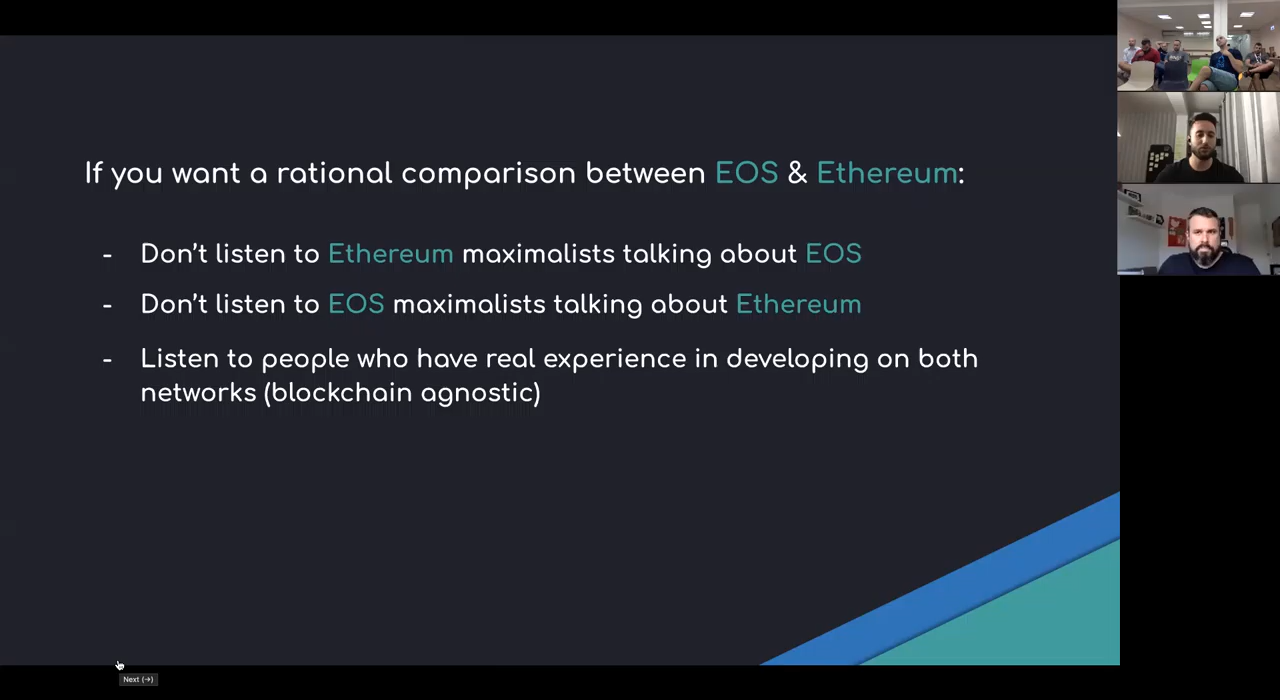 If you want a rational comparison between EOS & Ethereum:
- Don't listen to Ethereum maximalists talking about EOS
- Don't listen to EOS maximalists talking about Ethereum
- Listen to people who have real experience in developing on both
networks (blockchain agnostic)
Next (→)